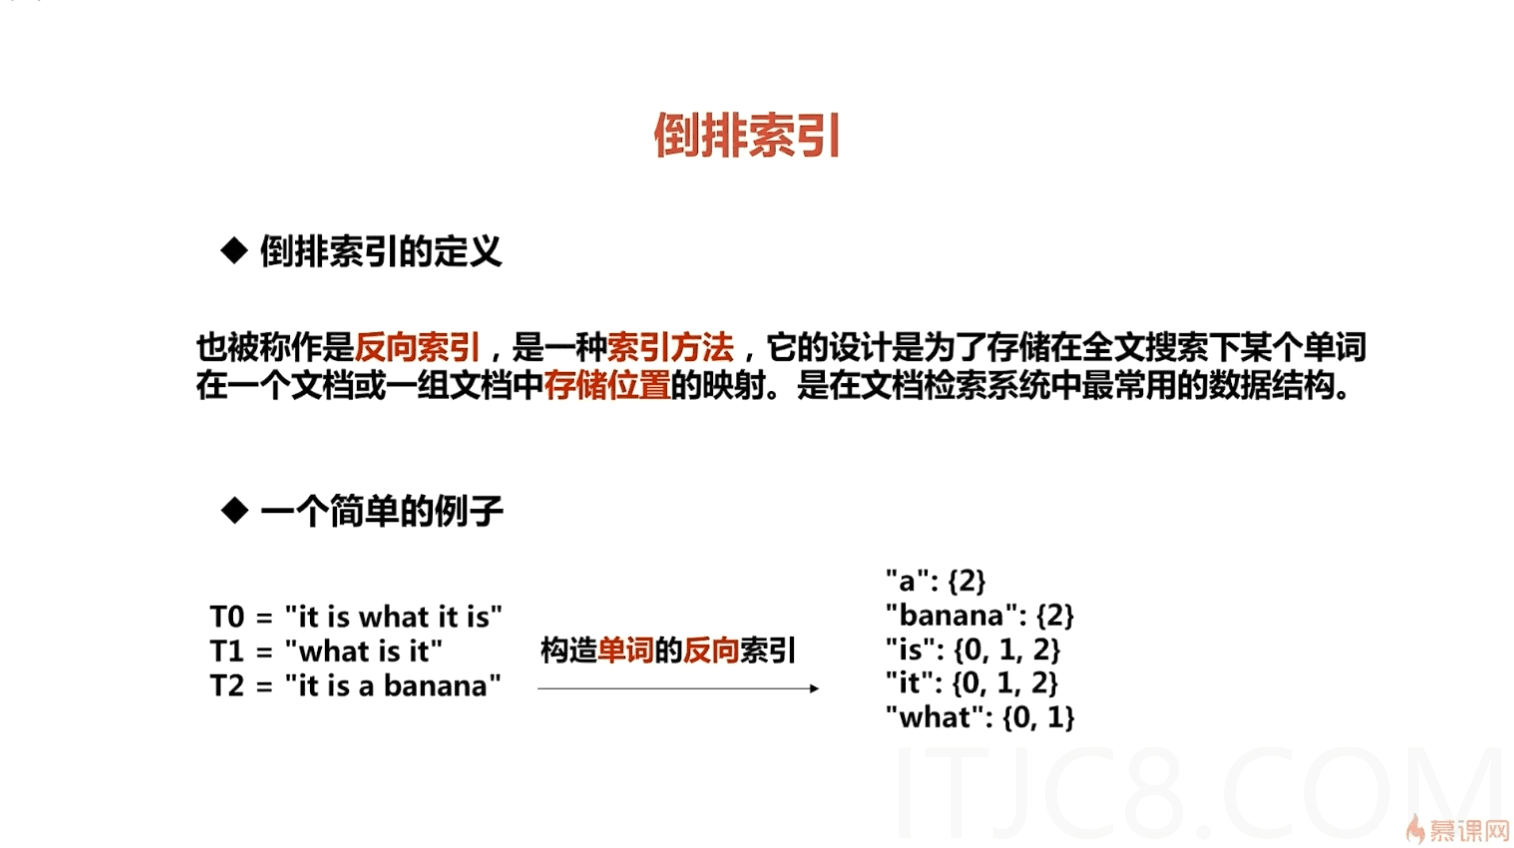 倒排索引
◆ 倒排索引的定义
也被称作是反向索引，是一种索引方法，它的设计是为了存储在全文搜索下某个单词
在一个文档或一组文档中存储位置的映射。是在文档检索系统中最常用的数据结构。
◆ 一个简单的例子
T0 = "it is what it is"
T1 = "what is it"
T2 = "it is a banana"
构造单词的反向索引
"a": {2}
"banana": {2}
"is": {0, 1, 2}
"it": {0, 1, 2}
"what": {0, 1}
ITJC8.COM
慕课网